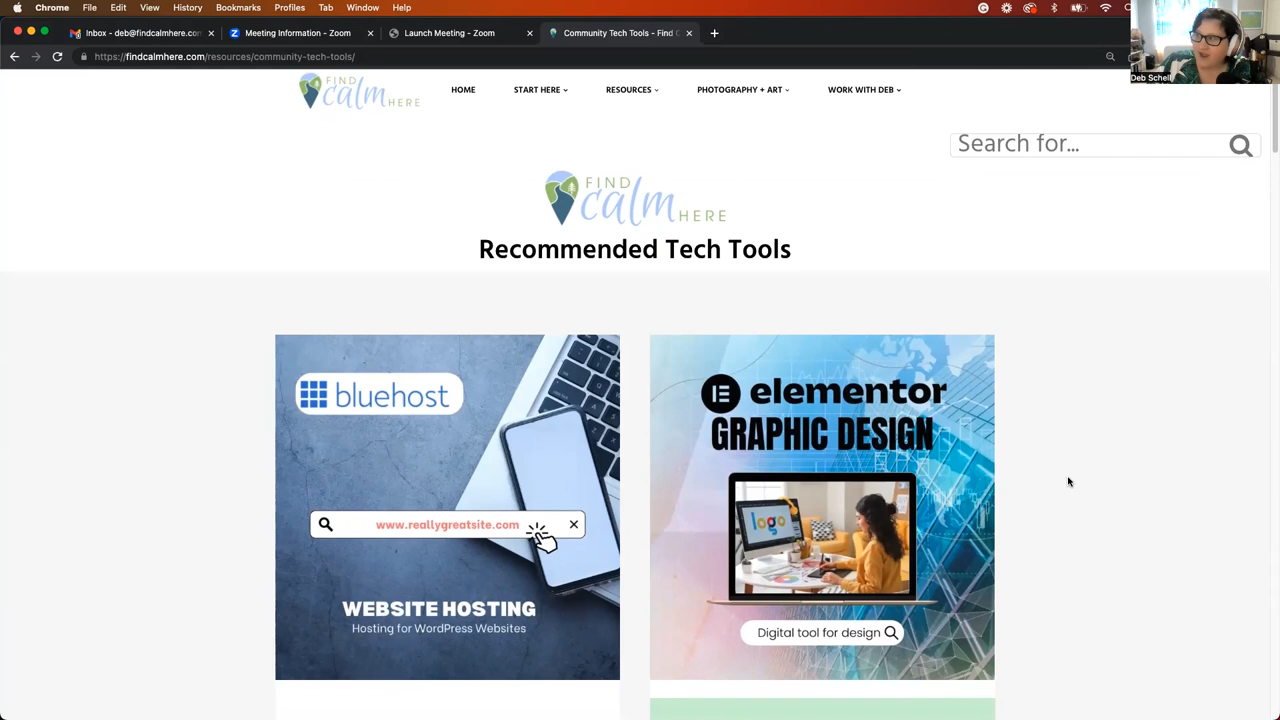 Chrome File Edit View History Bookmarks Profiles Tab Window Help
Inbox - deb@findcalmhere.com
Meeting Information - Zoom
Launch Meeting - Zoom
Community Tech Tools - Find C
https://findcalmhere.com/resources/community-tech-tools/
Deb Schell
FIND calm HERE
HOME START HERE RESOURCES PHOTOGRAPHY + ART WORK WITH DEB
Search for...
FIND calm HERE
Recommended Tech Tools
bluehost
www.reallygreatsite.com
WEBSITE HOSTING
Hosting for WordPress Websites
elementor
GRAPHIC DESIGN
logo
Digital tool for design